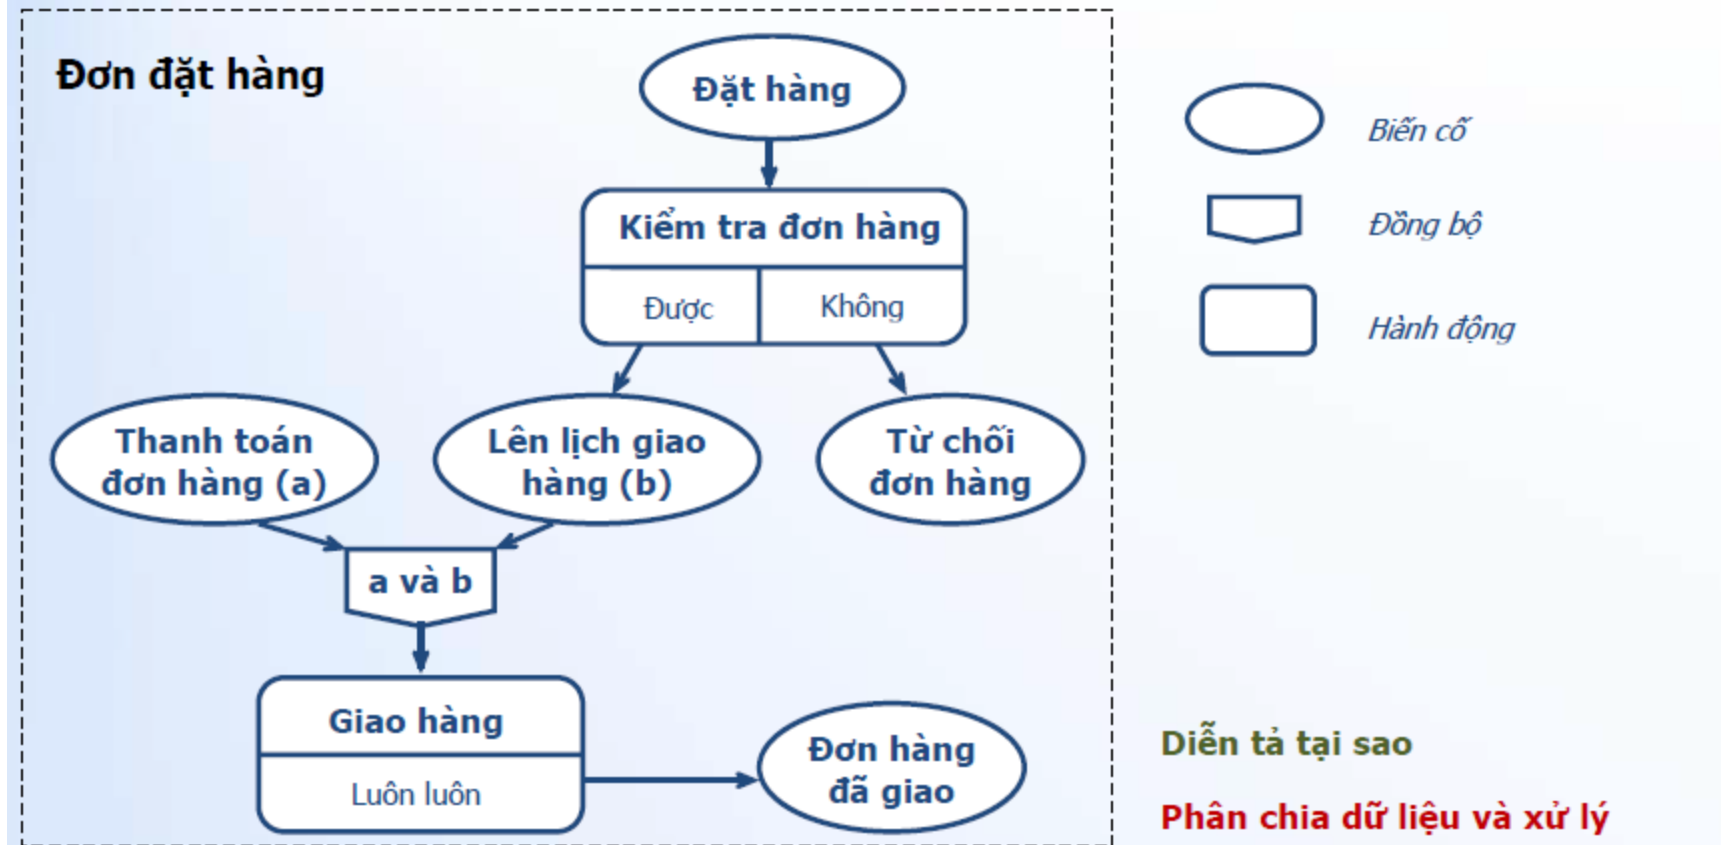 Đơn đặt hàng
Đặt hàng
Biến cố
Kiểm tra đơn hàng
Đồng bộ
Được
Không
Hành động
Thanh toán
đơn hàng (a)
Lên lịch giao
hàng (b)
Từ chối
đơn hàng
a và b
Giao hàng
Luôn luôn
Đơn hàng
đã giao
Diễn tả tại sao
Phân chia dữ liệu và xử lý